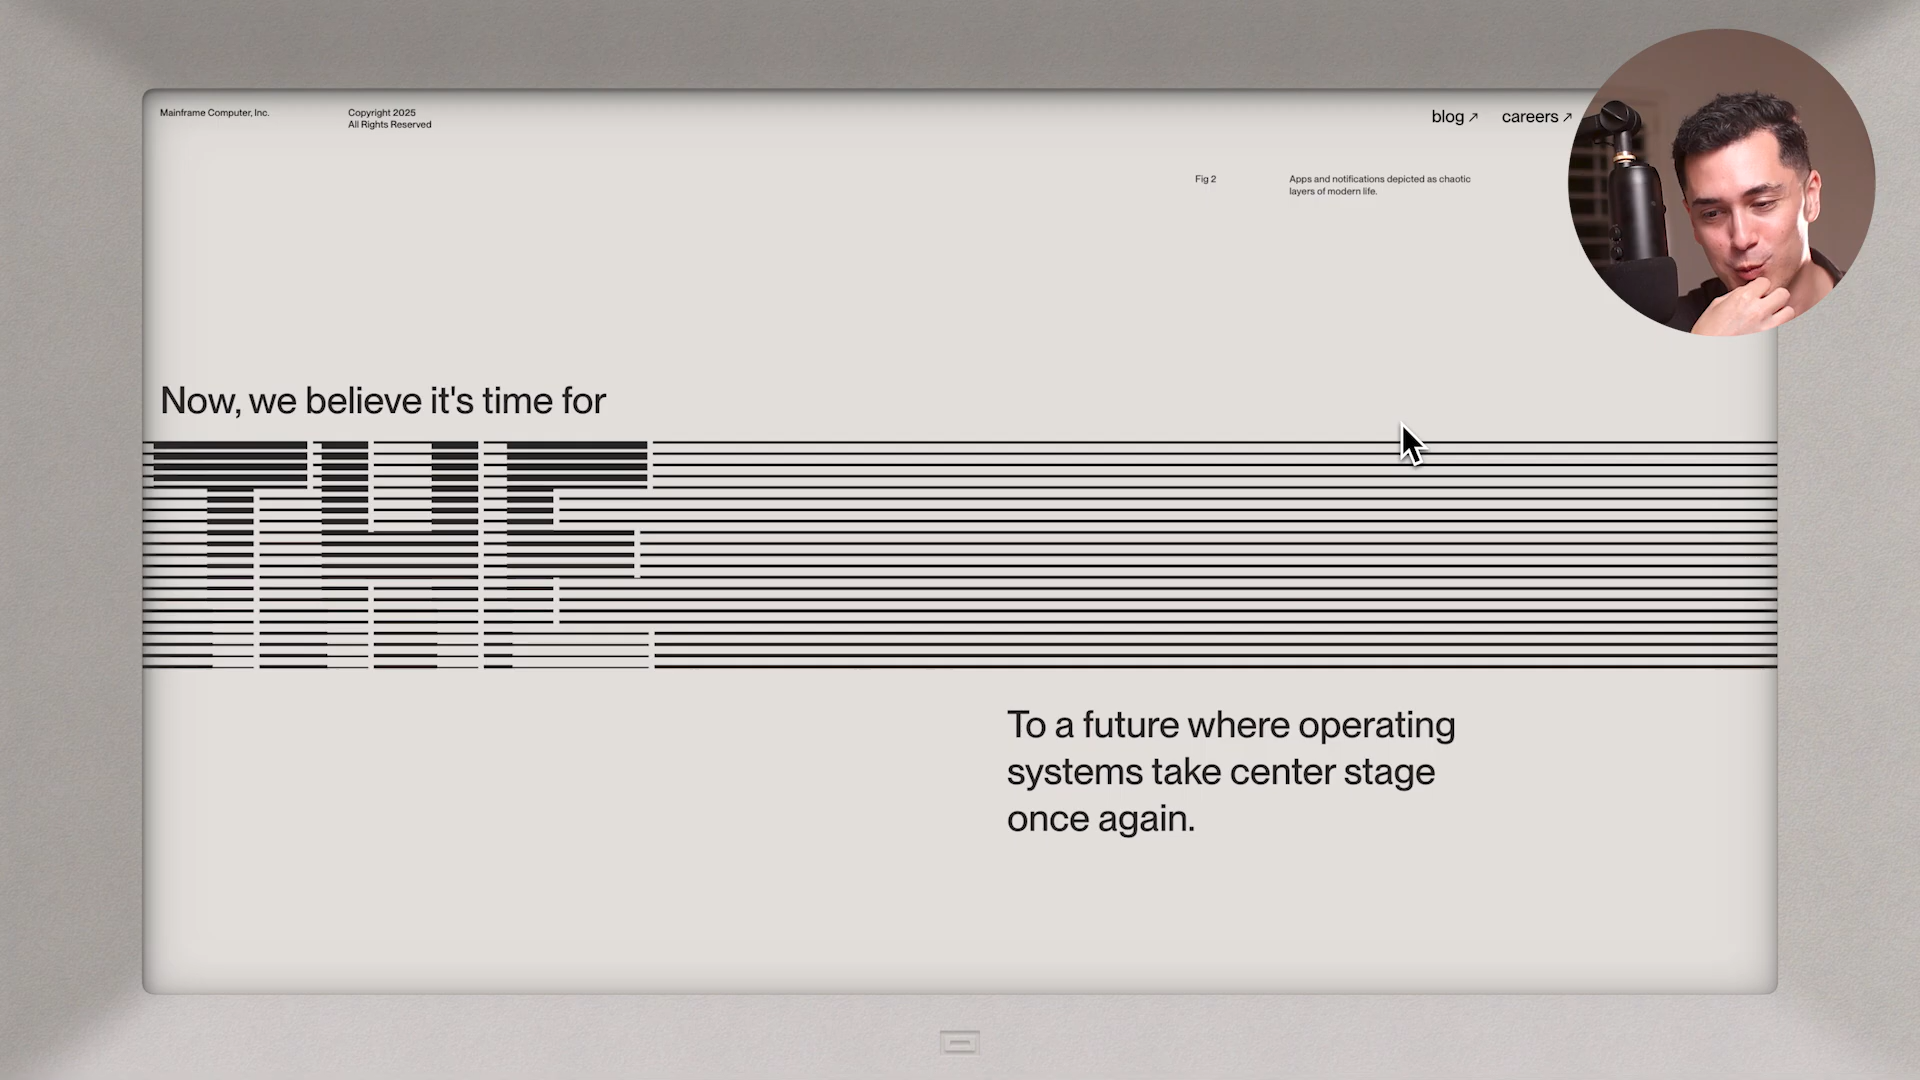 Mainframe Computer, Inc.
Copyright 2025
All Rights Reserved
blog ↗
careers ↗
Fig 2
Apps and notifications depicted as chaotic
layers of modern life.
Now, we believe it's time for
THE
To a future where operating
systems take center stage
once again.